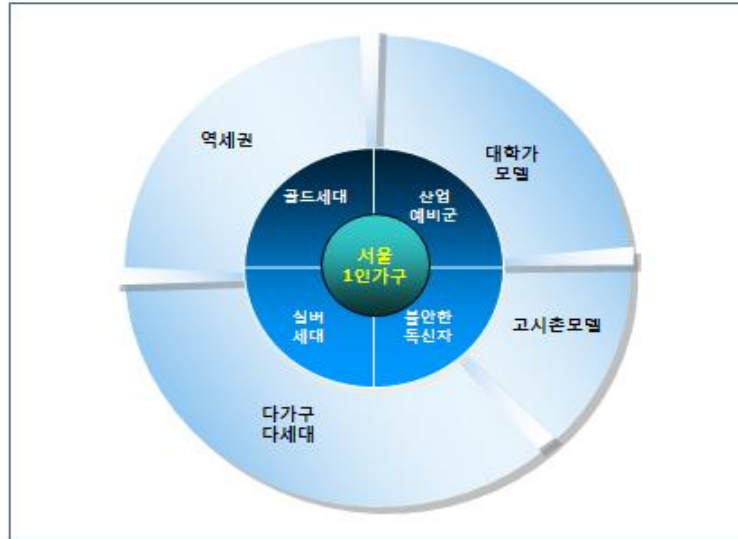 역세권
대학가
모델
골드세대
산업
예비군
서울
1인가구
실버
세대
불안한
독신자
고시촌모델
다가구
다세대